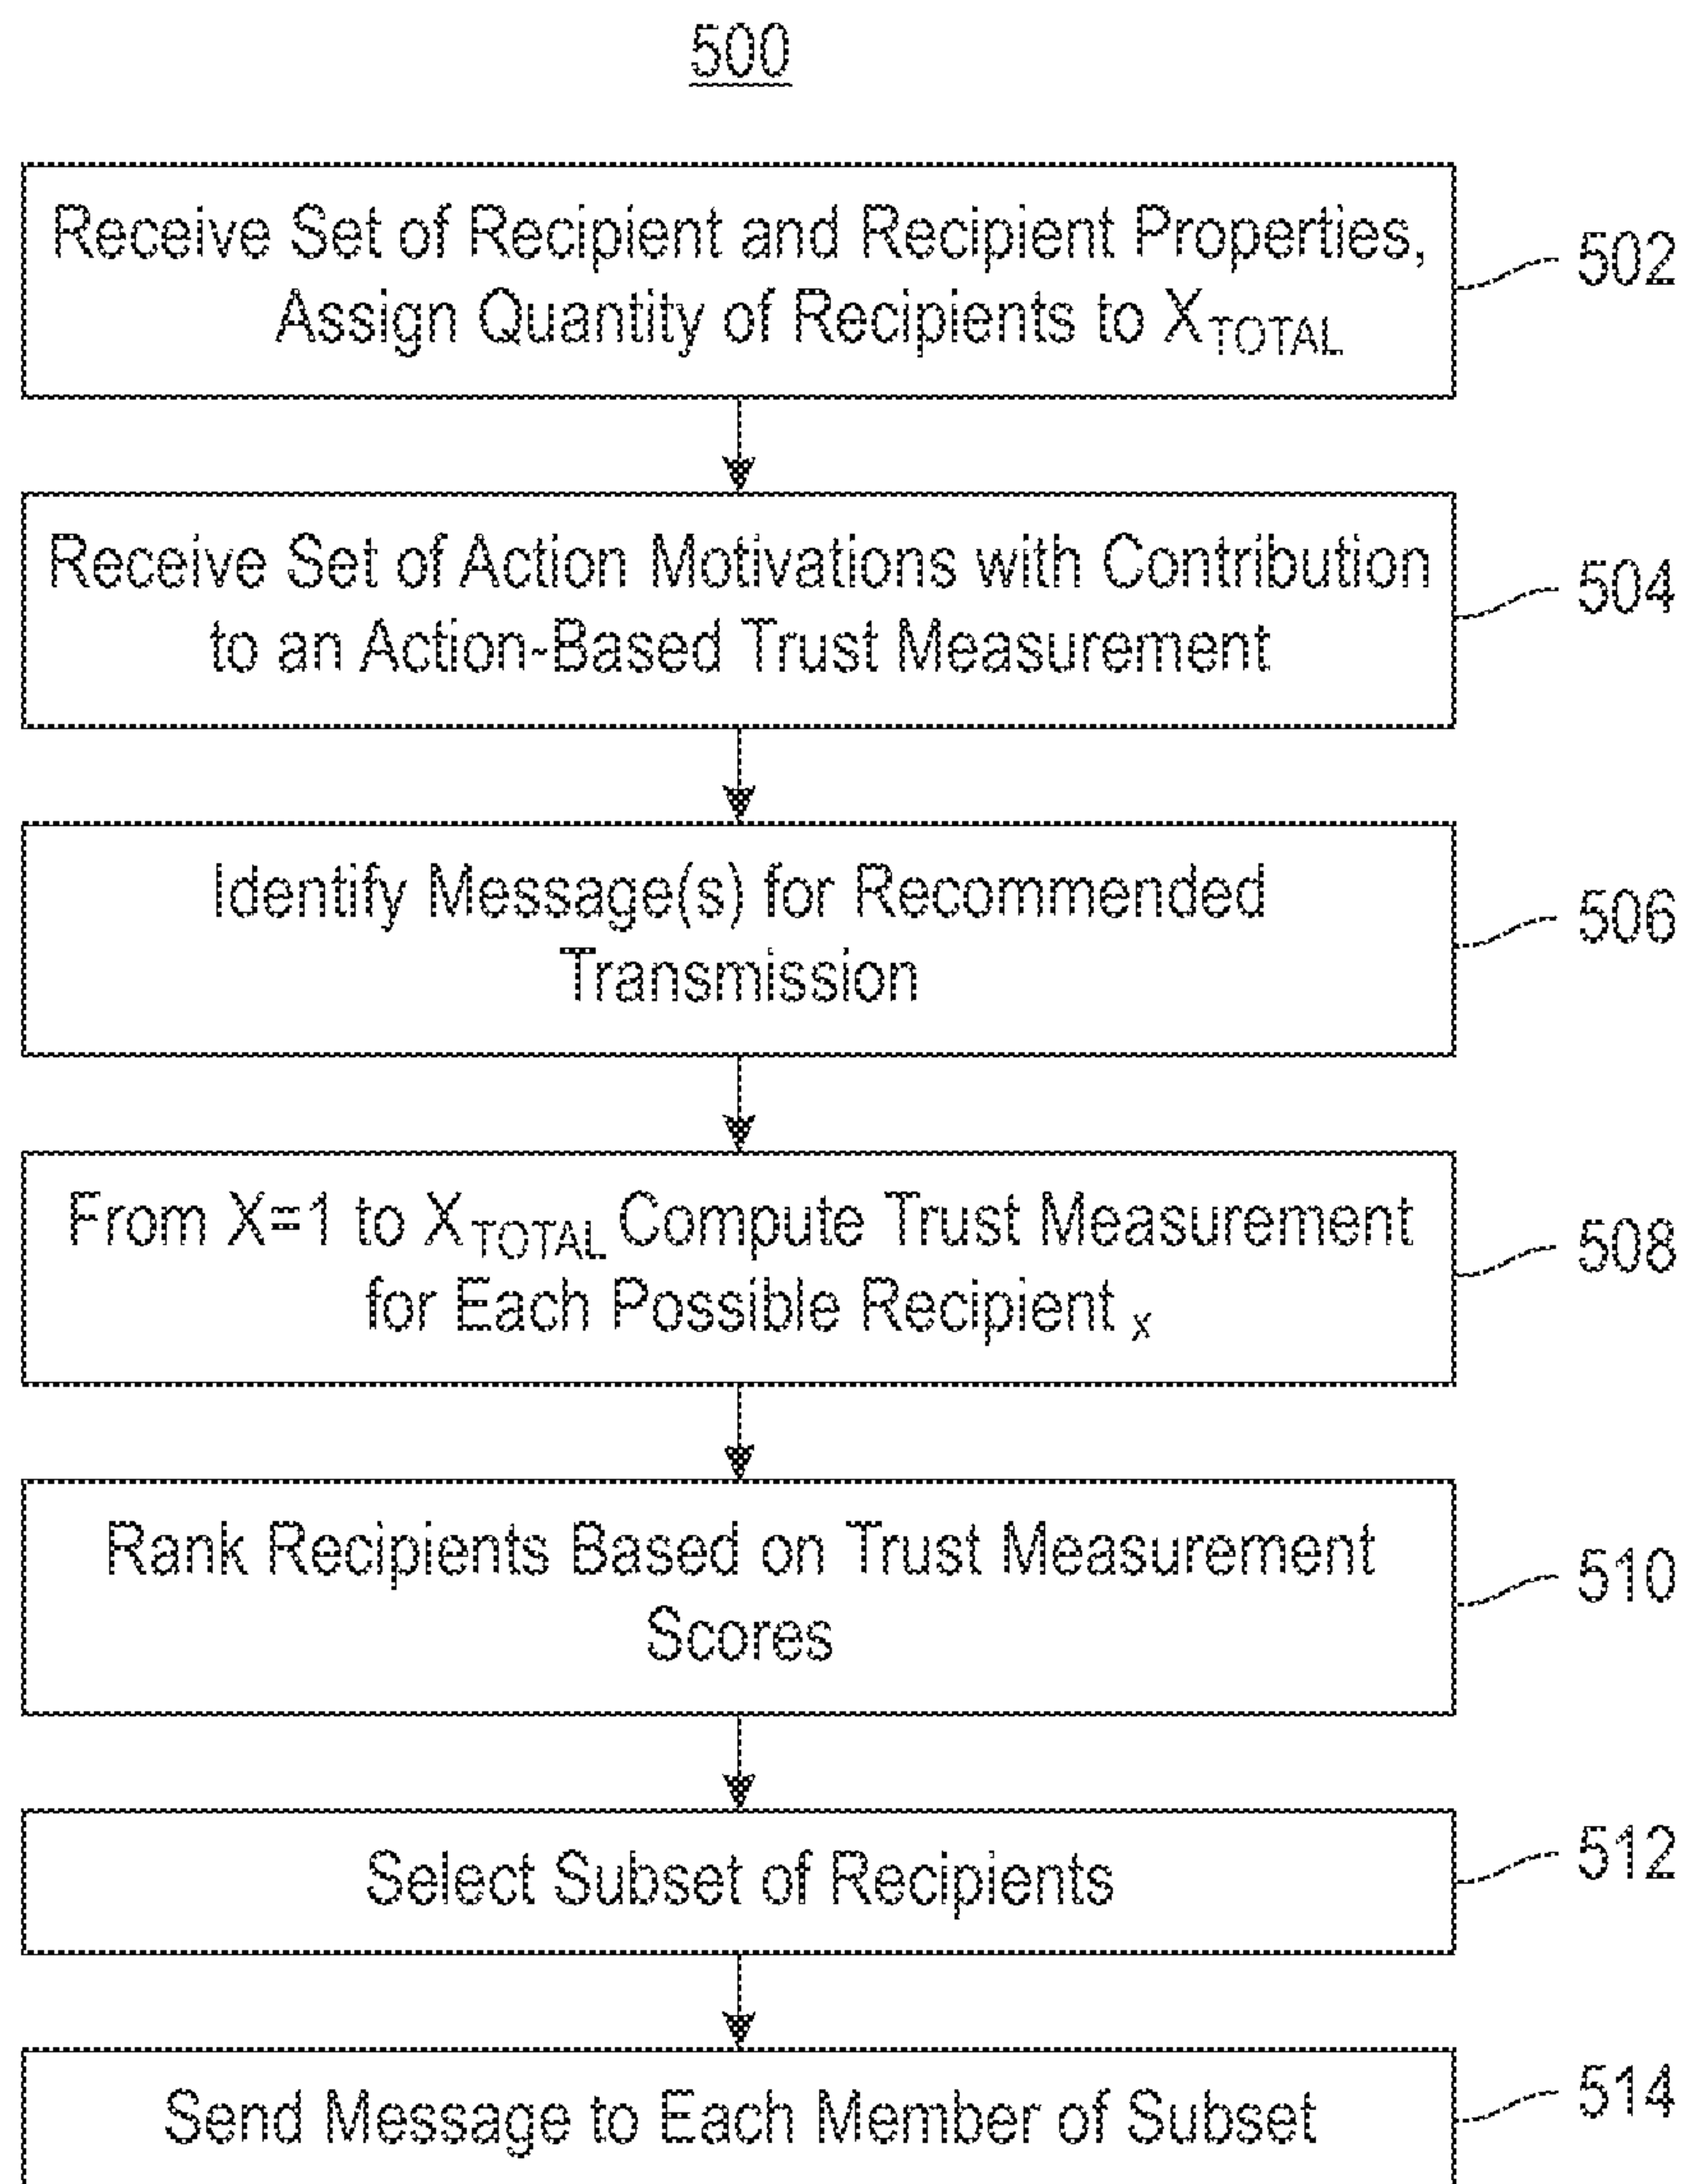 500
Receive Set of Recipient and Recipient Properties,
Assign Quantity of Recipients to X_TOTAL
502
Receive Set of Action Motivations with Contribution
to an Action-Based Trust Measurement
504
Identify Message(s) for Recommended
Transmission
506
From X=1 to X_TOTAL Compute Trust Measurement
for Each Possible Recipient x
508
Rank Recipients Based on Trust Measurement
Scores
510
Select Subset of Recipients
512
Send Message to Each Member of Subset
514